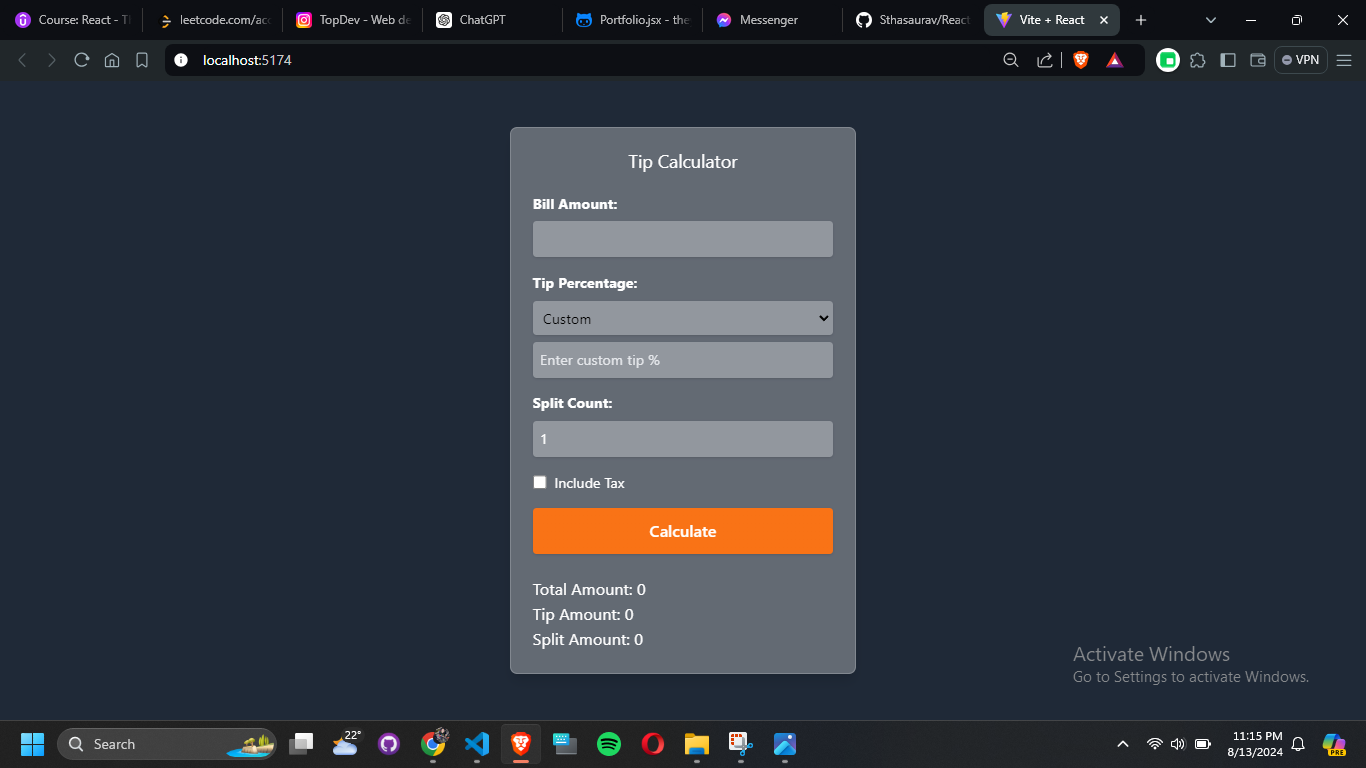 Course: React - Th
leetcode.com/acc
TopDev - Web de
ChatGPT
Portfolio.jsx - the
Messenger
Sthasaurav/React
Vite + React
localhost:5174
VPN
Tip Calculator
Bill Amount:
Tip Percentage:
Custom
Enter custom tip %
Split Count:
1
Include Tax
Calculate
Total Amount: 0
Tip Amount: 0
Split Amount: 0
Activate Windows
Go to Settings to activate Windows.
Search
22°
11:15 PM
8/13/2024
PRE